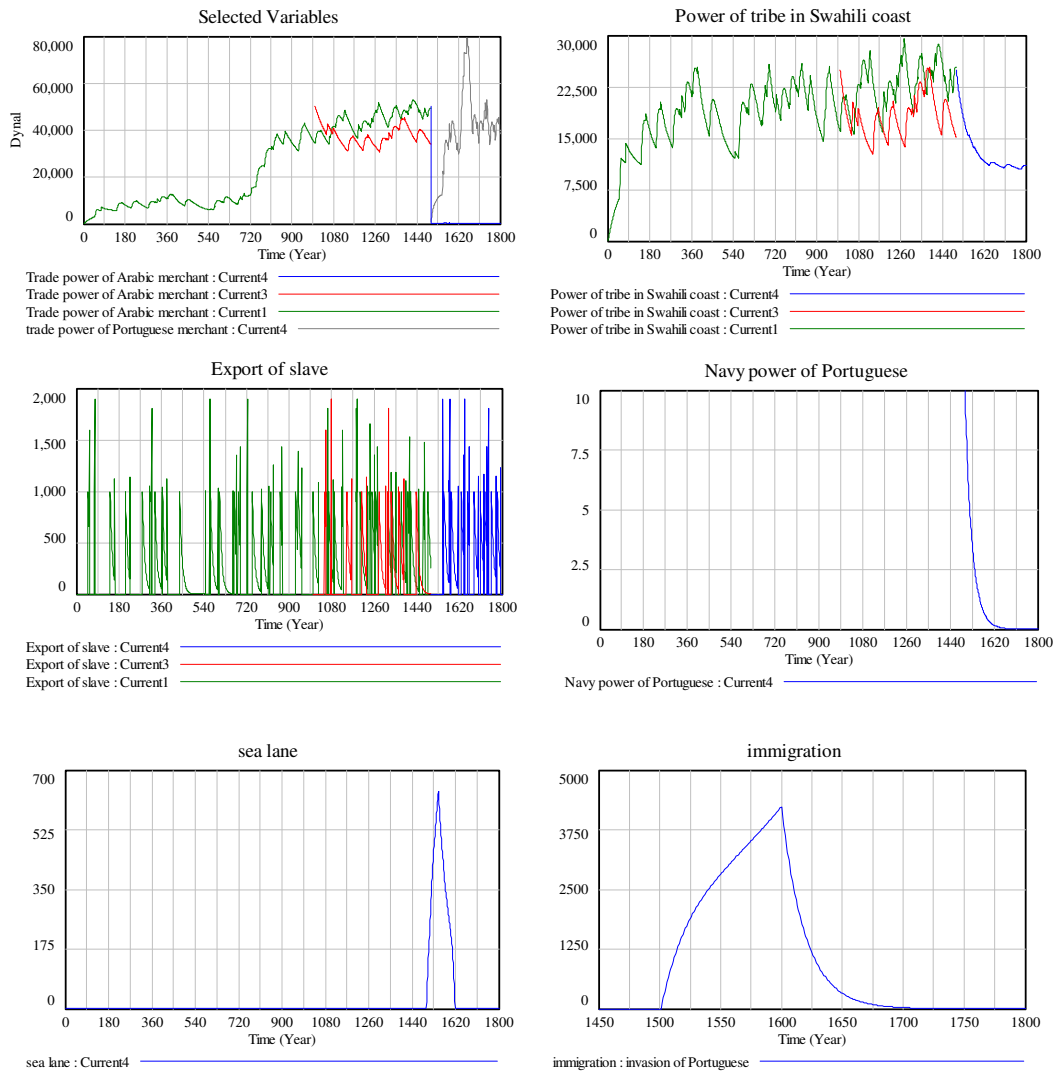 Selected Variables
80,000
60,000
40,000
20,000
0
Dynal
0 180 360 540 720 900 1080 1260 1440 1620 1800
Time (Year)
Trade power of Arabic merchant : Current4
Trade power of Arabic merchant : Current3
Trade power of Arabic merchant : Current1
trade power of Portuguese merchant : Current4
Power of tribe in Swahili coast
30,000
22,500
15,000
7,500
0
0 180 360 540 720 900 1080 1260 1440 1620 1800
Time (Year)
Power of tribe in Swahili coast : Current4
Power of tribe in Swahili coast : Current3
Power of tribe in Swahili coast : Current1
Export of slave
2,000
1,500
1,000
500
0
0 180 360 540 720 900 1080 1260 1440 1620 1800
Time (Year)
Export of slave : Current4
Export of slave : Current3
Export of slave : Current1
Navy power of Portuguese
10
7.5
5
2.5
0
0 180 360 540 720 900 1080 1260 1440 1620 1800
Time (Year)
Navy power of Portuguese : Current4
sea lane
700
525
350
175
0
0 180 360 540 720 900 1080 1260 1440 1620 1800
Time (Year)
sea lane : Current4
immigration
5000
3750
2500
1250
0
1450 1500 1550 1600 1650 1700 1750 1800
Time (Year)
immigration : invasion of Portuguese